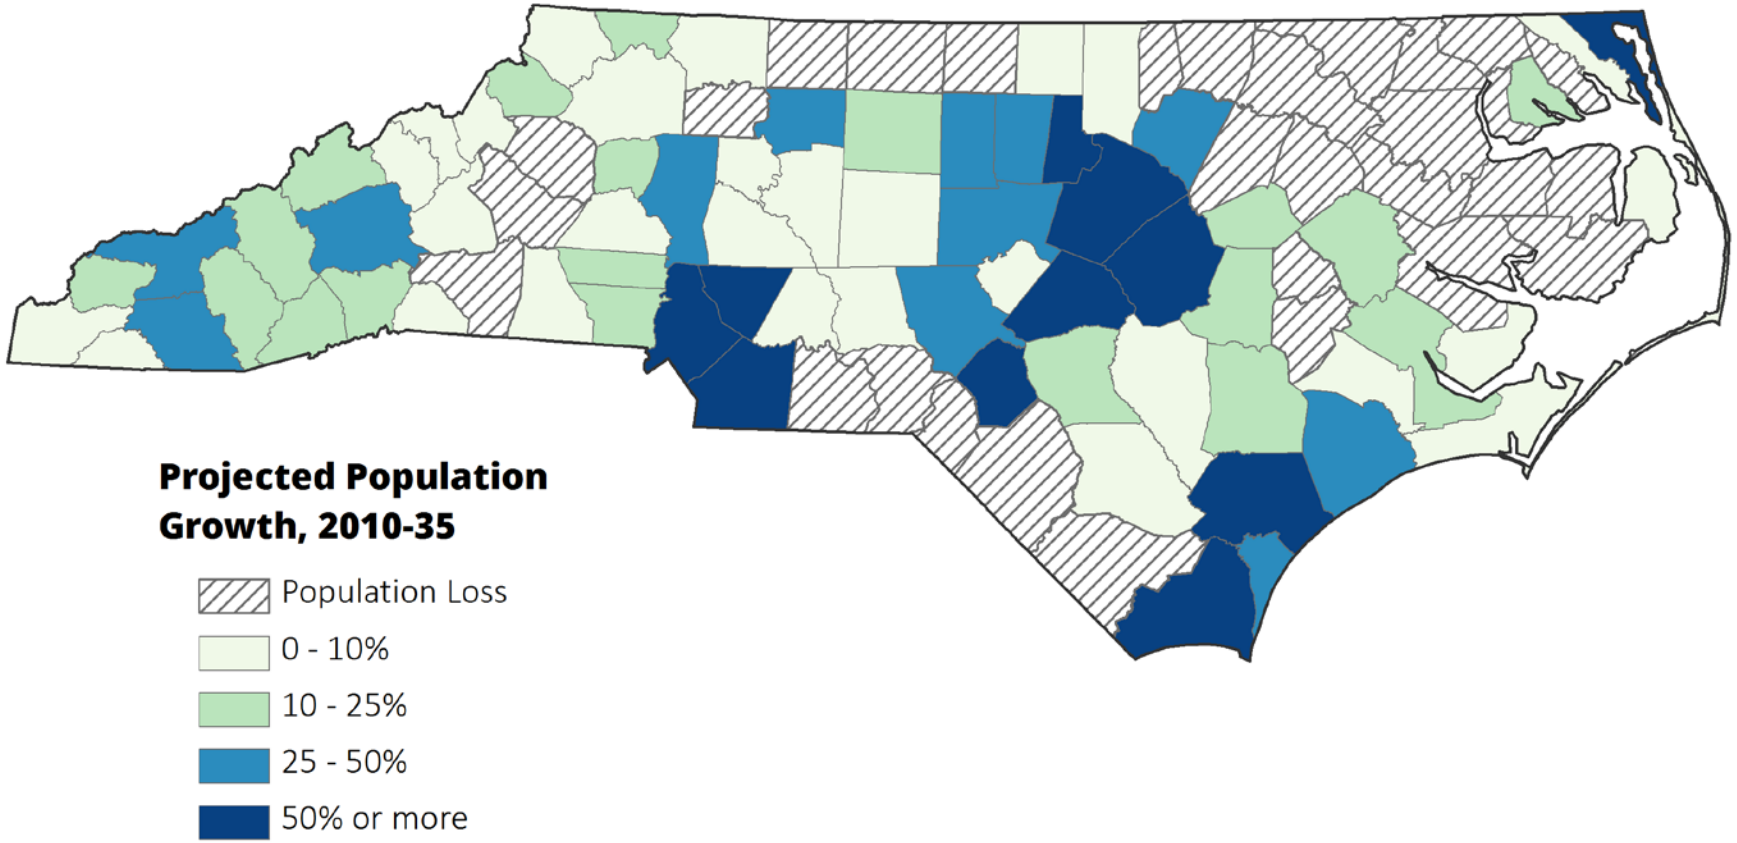 Projected Population
Growth, 2010-35
Population Loss
0 - 10%
10 - 25%
25 - 50%
50% or more